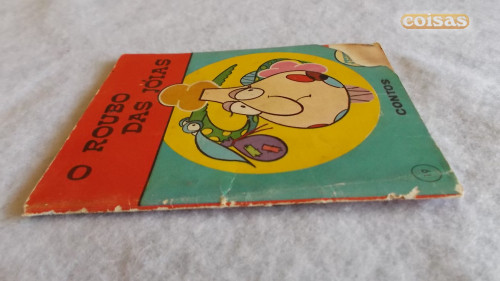 coisas
O ROUBO
DAS JÓIAS
CONTOS